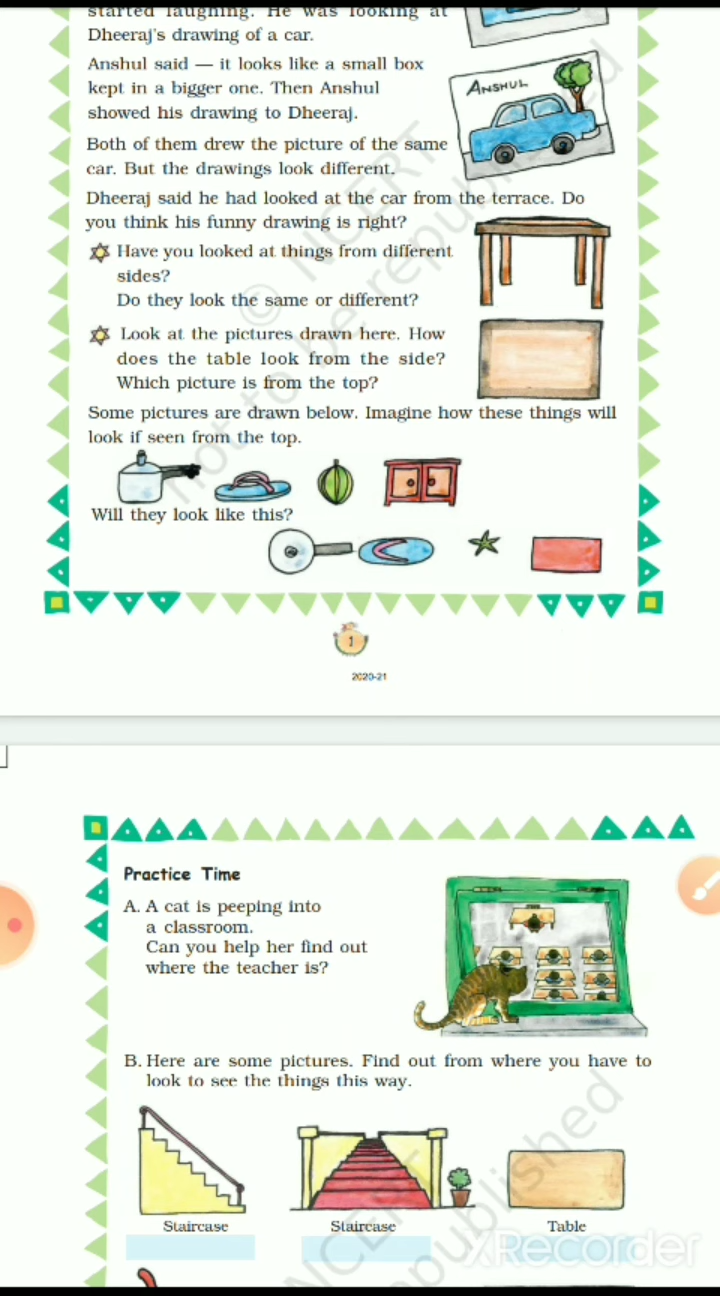 started laughing. He was looking at
Dheeraj's drawing of a car.
Anshul said — it looks like a small box
kept in a bigger one. Then Anshul
showed his drawing to Dheeraj.
ANSHUL
Both of them drew the picture of the same
car. But the drawings look different.
Dheeraj said he had looked at the car from the terrace. Do
you think his funny drawing is right?
Have you looked at things from different
sides?
Do they look the same or different?
Look at the pictures drawn here. How
does the table look from the side?
Which picture is from the top?
Some pictures are drawn below. Imagine how these things will
look if seen from the top.
Will they look like this?
1
2020-21
© NCERT
not to be republished
Practice Time
A. A cat is peeping into
a classroom.
Can you help her find out
where the teacher is?
B. Here are some pictures. Find out from where you have to
look to see the things this way.
Staircase
Staircase
Table
NCERT
republished
XRecorder